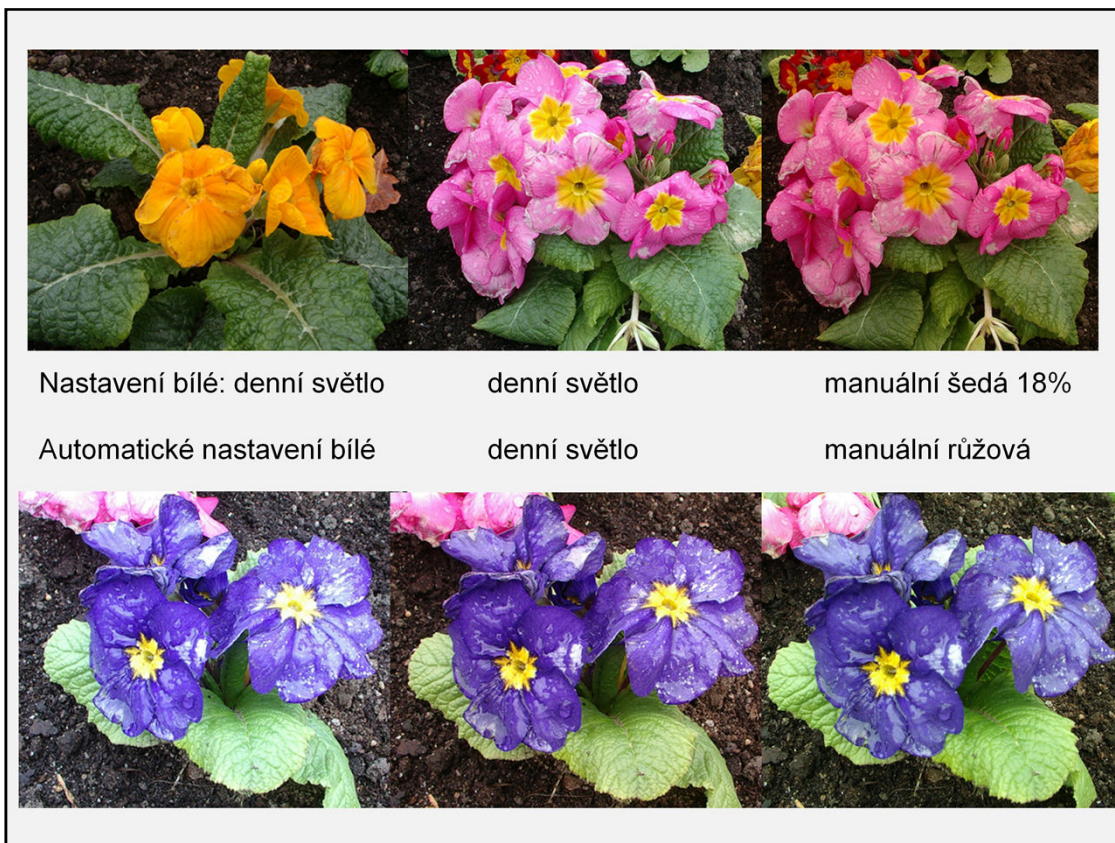 Nastavení bílé: denní světlo denní světlo manuální šedá 18%
Automatické nastavení bílé denní světlo manuální růžová